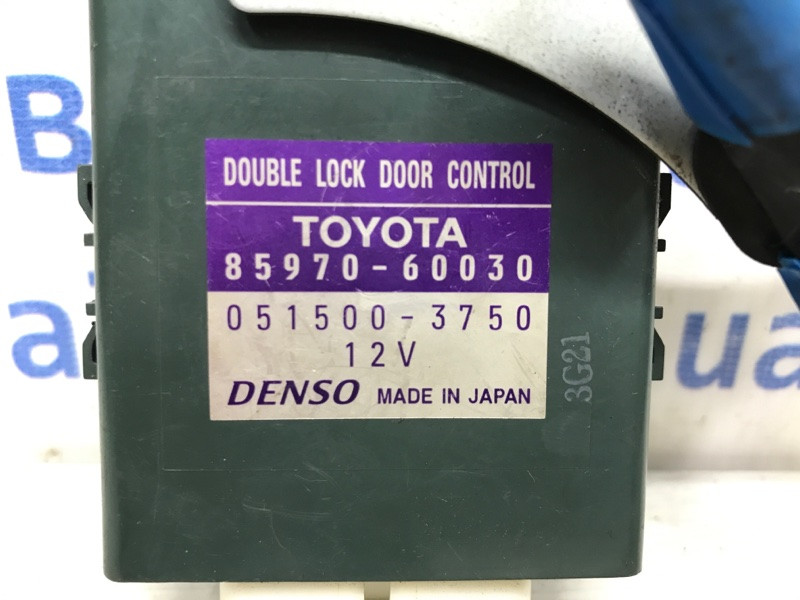 DOUBLE LOCK DOOR CONTROL
TOYOTA
85970-60030
051500-3750
12V
DENSO MADE IN JAPAN
3G21